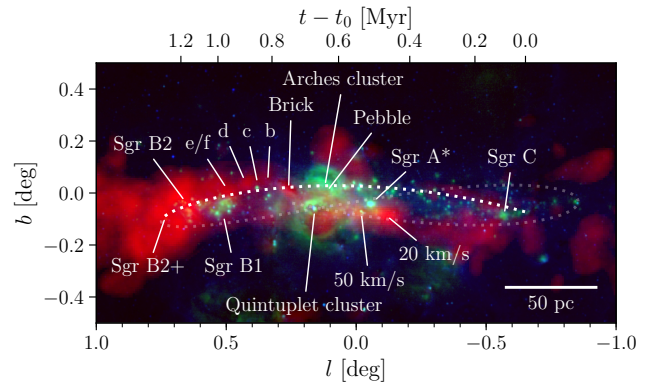 t − t₀ [Myr]
1.2 1.0 0.8 0.6 0.4 0.2 0.0
Arches cluster
Brick
Pebble
Sgr B2
e/f
d
c
b
Sgr A*
Sgr C
Sgr B2+
Sgr B1
Quintuplet cluster
50 km/s
20 km/s
50 pc
b [deg]
0.4
0.2
0.0
−0.2
−0.4
1.0 0.5 0.0 −0.5 −1.0
l [deg]